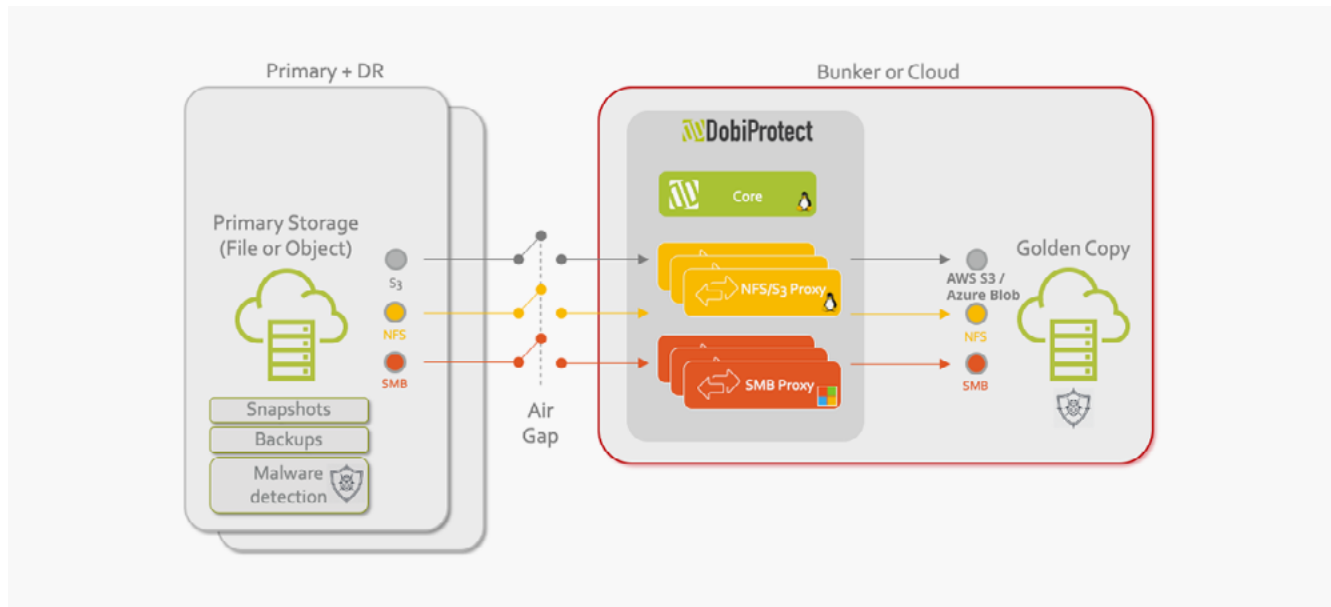 Primary + DR
Bunker or Cloud
DobiProtect
Core
Primary Storage
(File or Object)
S3
NFS
SMB
Snapshots
Backups
Malware
detection
Air
Gap
NFS/S3 Proxy
SMB Proxy
AWS S3 /
Azure Blob
NFS
SMB
Golden Copy